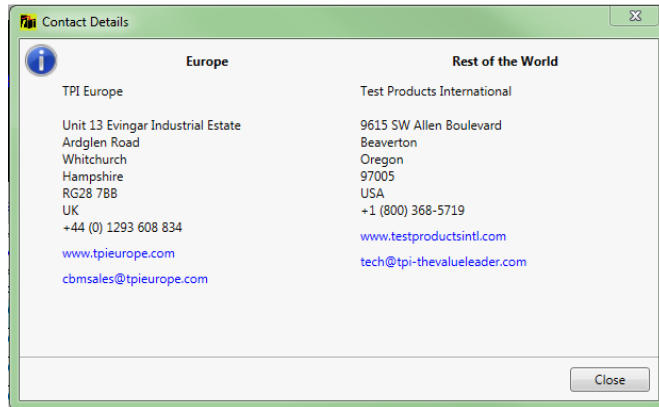 Contact Details
Europe
TPI Europe
Unit 13 Evingar Industrial Estate
Ardglen Road
Whitchurch
Hampshire
RG28 7BB
UK
+44 (0) 1293 608 834
www.tpieurope.com
cbmsales@tpieurope.com
Rest of the World
Test Products International
9615 SW Allen Boulevard
Beaverton
Oregon
97005
USA
+1 (800) 368-5719
www.testproductsintl.com
tech@tpi-thevalueleader.com
Close